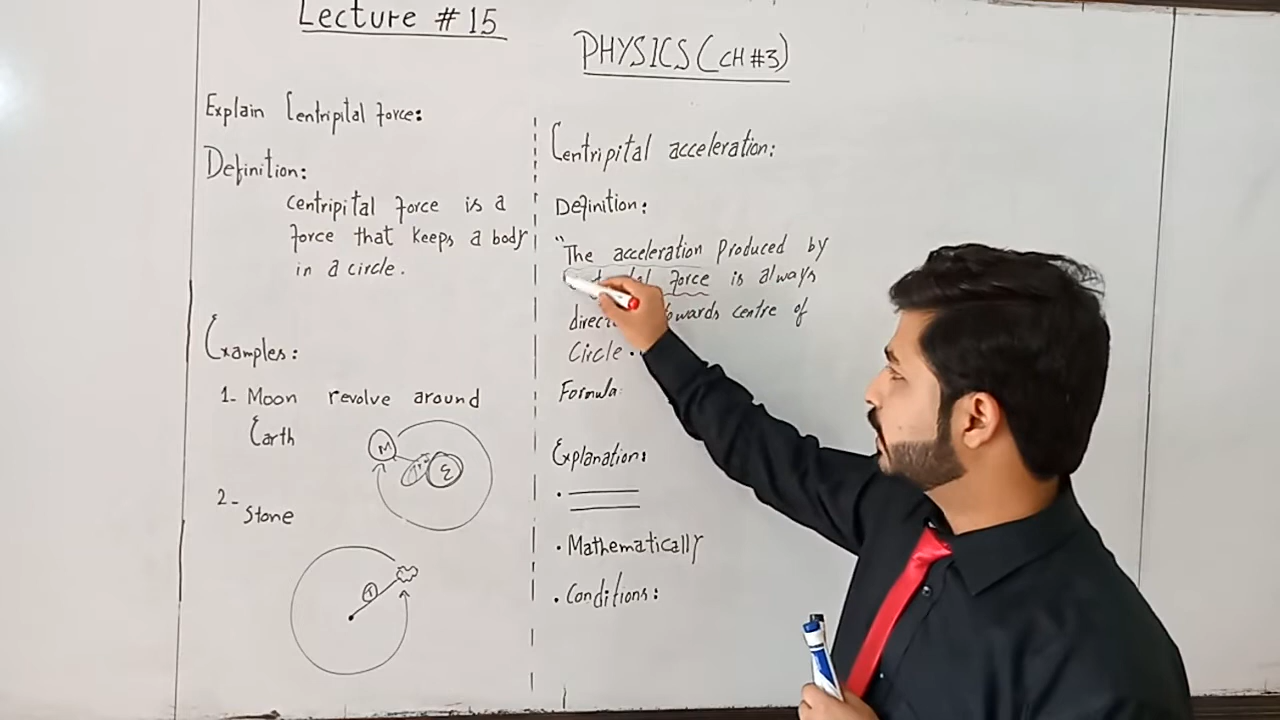 Lecture # 15
PHYSICS (CH #3)
Explain Centripital force:
Definition:
centripital force is a
force that keeps a body
in a circle.
Examples:
1- Moon revolve around
Earth
M
E
2- Stone
T
Centripital acceleration:
Definition:
"The acceleration produced by
force is always
towards centre of
Circle.
Formula:
Explanation:
. Mathematically
. Conditions: